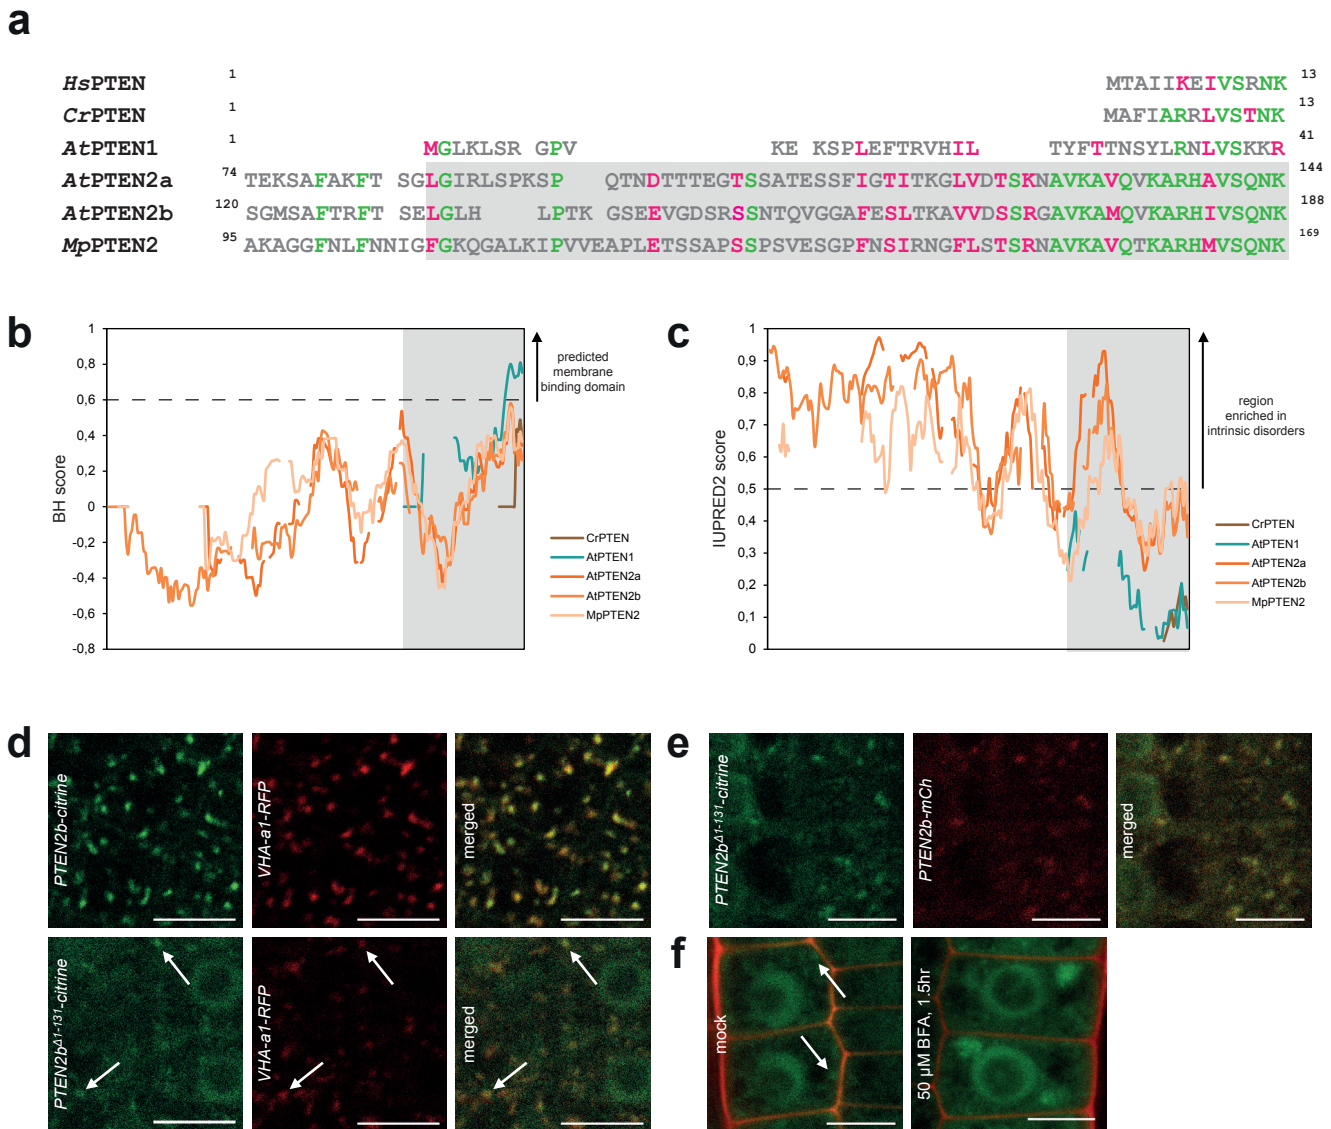 a
HsPTEN 1 MTAIIKEIVSRNK 13
CrPTEN 1 MAFIARRLVSTNK 13
AtPTEN1 1 MGLKLSR GPV KE KSPLEFTRVHIL TYFTTNSYLRNLVSKKR 41
AtPTEN2a 74 TEKSAFAKFT SGLGIRLSPKSP QTNDTTTEGTSSATESSFIGTITKGLVDTSKNAVKAVQVKARHAVSQNK 144
AtPTEN2b 120 SGMSAFTRFT SELGLH LPTK GSEEVGDSRSSNTQVGGAFESLTKAVVDSSRGAVKAMQVKARHIVSQNK 188
MpPTEN2 95 AKAGGFNLFNNIGFGKQGALKIPVVEAPLETSSAPSSPSVESGPFNSIRNGFLSTSRNAVKAVQTKARHMVSQNK 169
b
BH score
1
0,8
0,6
0,4
0,2
0
-0,2
-0,4
-0,6
-0,8
predicted
membrane
binding domain
CrPTEN
AtPTEN1
AtPTEN2a
AtPTEN2b
MpPTEN2
c
IUPRED2 score
1
0,9
0,8
0,7
0,6
0,5
0,4
0,3
0,2
0,1
0
region
enriched in
intrinsic disorders
CrPTEN
AtPTEN1
AtPTEN2a
AtPTEN2b
MpPTEN2
d
PTEN2b-citrine
VHA-a1-RFP
merged
PTEN2bΔ1-131-citrine
VHA-a1-RFP
merged
e
PTEN2bΔ1-131-citrine
PTEN2b-mCh
merged
f
mock
50 µM BFA, 1.5hr